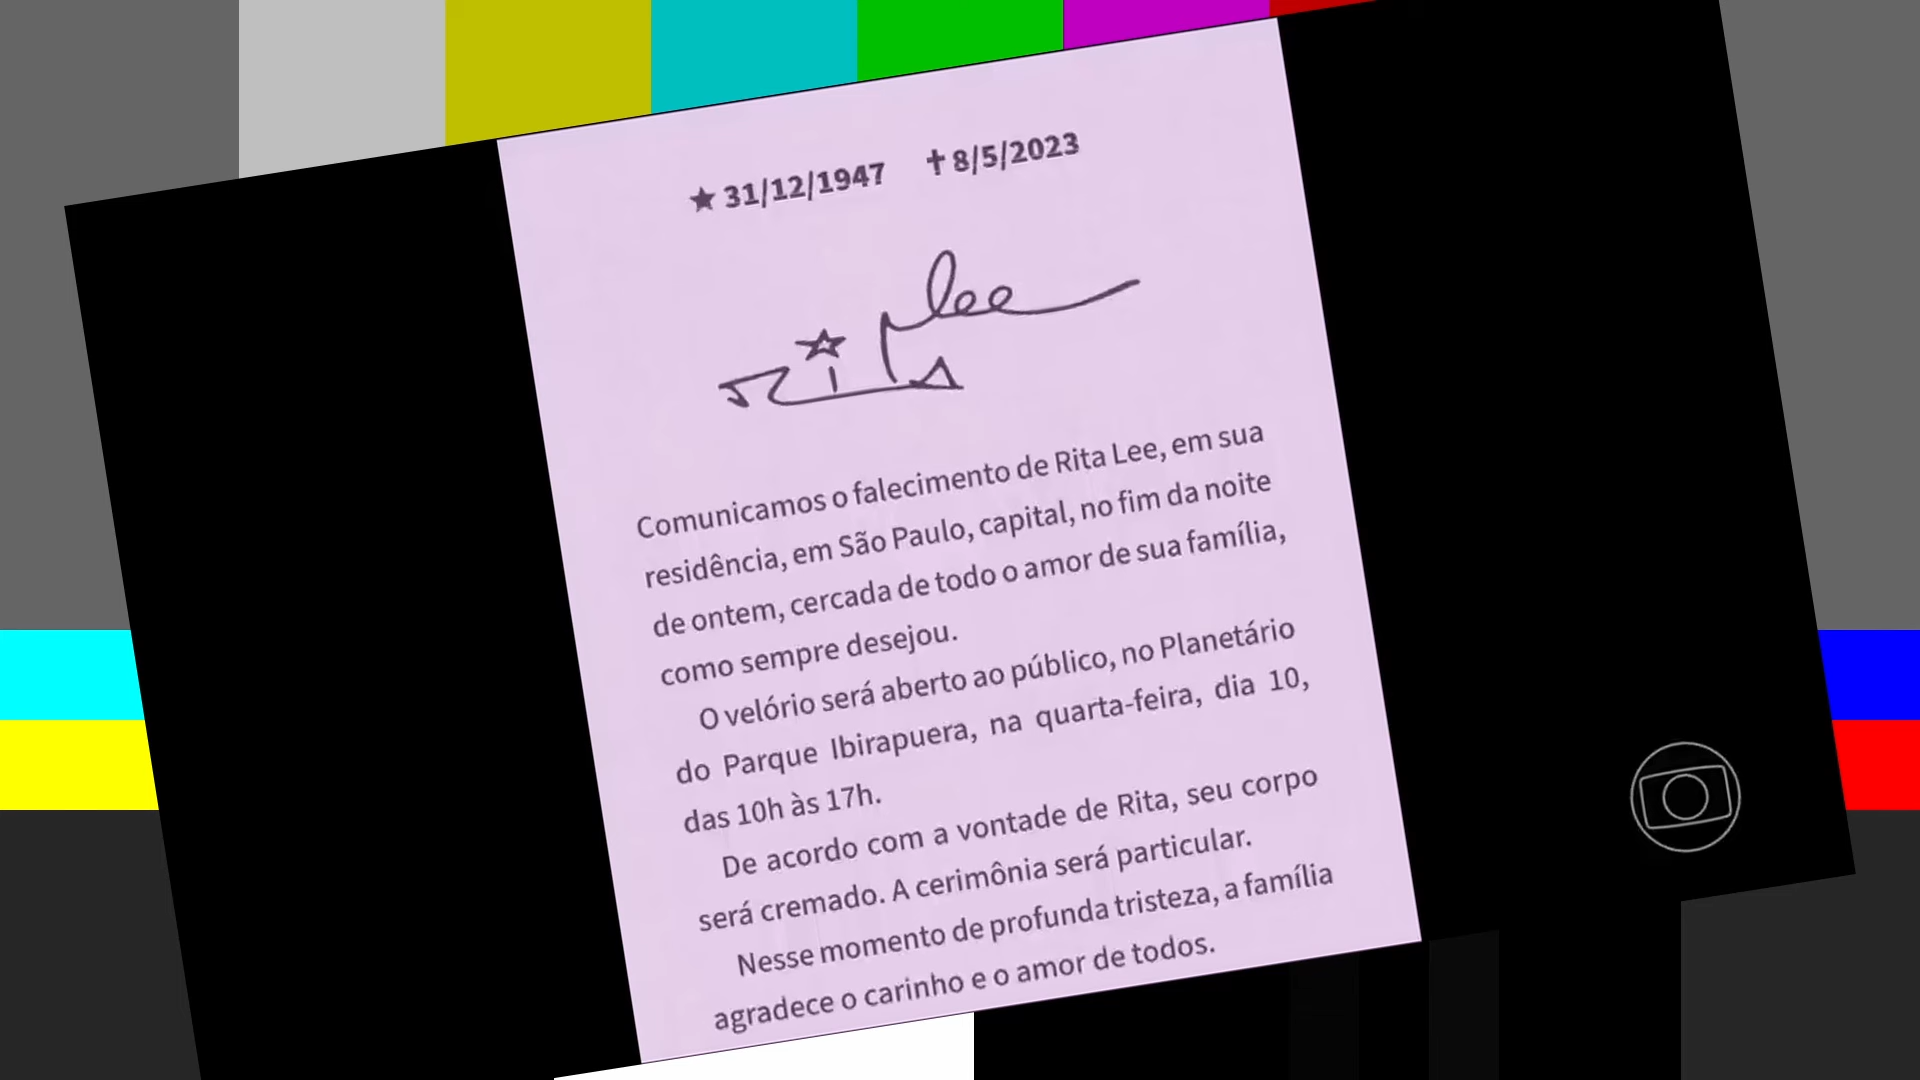 ★ 31/12/1947 ✝ 8/5/2023
Rita Lee
Comunicamos o falecimento de Rita Lee, em sua
residência, em São Paulo, capital, no fim da noite
de ontem, cercada de todo o amor de sua família,
como sempre desejou.
O velório será aberto ao público, no Planetário
do Parque Ibirapuera, na quarta-feira, dia 10,
das 10h às 17h.
De acordo com a vontade de Rita, seu corpo
será cremado. A cerimônia será particular.
Nesse momento de profunda tristeza, a família
agradece o carinho e o amor de todos.